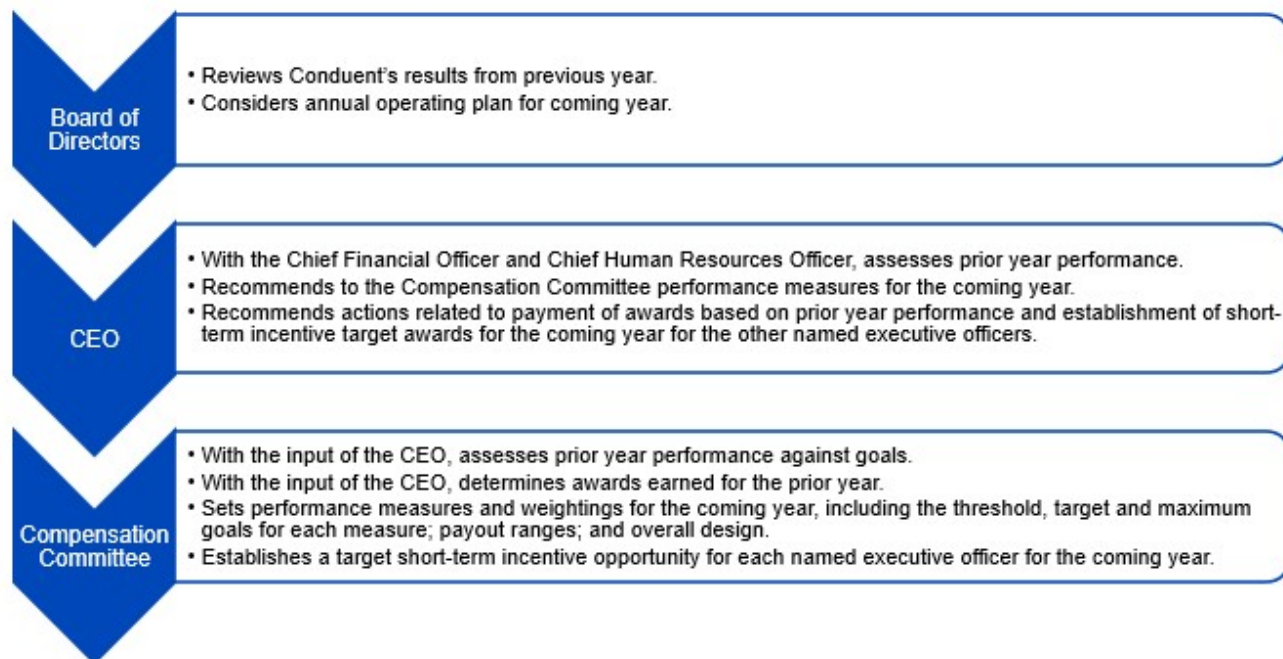 Board of
Directors
• Reviews Conduent's results from previous year.
• Considers annual operating plan for coming year.
CEO
• With the Chief Financial Officer and Chief Human Resources Officer, assesses prior year performance.
• Recommends to the Compensation Committee performance measures for the coming year.
• Recommends actions related to payment of awards based on prior year performance and establishment of short-
term incentive target awards for the coming year for the other named executive officers.
Compensation
Committee
• With the input of the CEO, assesses prior year performance against goals.
• With the input of the CEO, determines awards earned for the prior year.
• Sets performance measures and weightings for the coming year, including the threshold, target and maximum
goals for each measure; payout ranges; and overall design.
• Establishes a target short-term incentive opportunity for each named executive officer for the coming year.